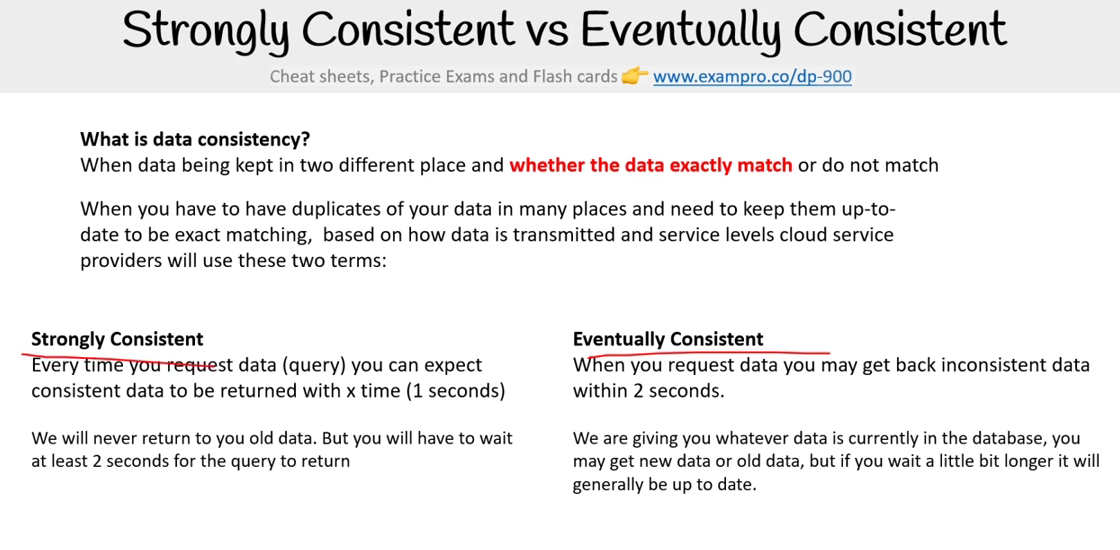 Strongly Consistent vs Eventually Consistent
Cheat sheets, Practice Exams and Flash cards 👉 www.exampro.co/dp-900
What is data consistency?
When data being kept in two different place and whether the data exactly match or do not match
When you have to have duplicates of your data in many places and need to keep them up-to-
date to be exact matching,  based on how data is transmitted and service levels cloud service
providers will use these two terms:
Strongly Consistent
Every time you request data (query) you can expect
consistent data to be returned with x time (1 seconds)
We will never return to you old data. But you will have to wait
at least 2 seconds for the query to return
Eventually Consistent
When you request data you may get back inconsistent data
within 2 seconds.
We are giving you whatever data is currently in the database, you
may get new data or old data, but if you wait a little bit longer it will
generally be up to date.